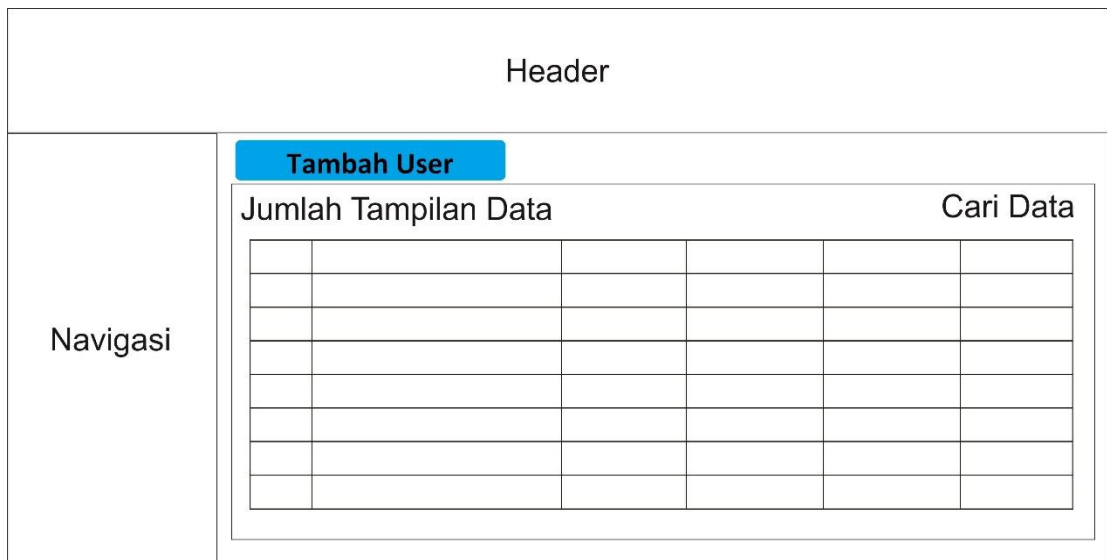 Header
Tambah User
Jumlah Tampilan Data
Cari Data
Navigasi